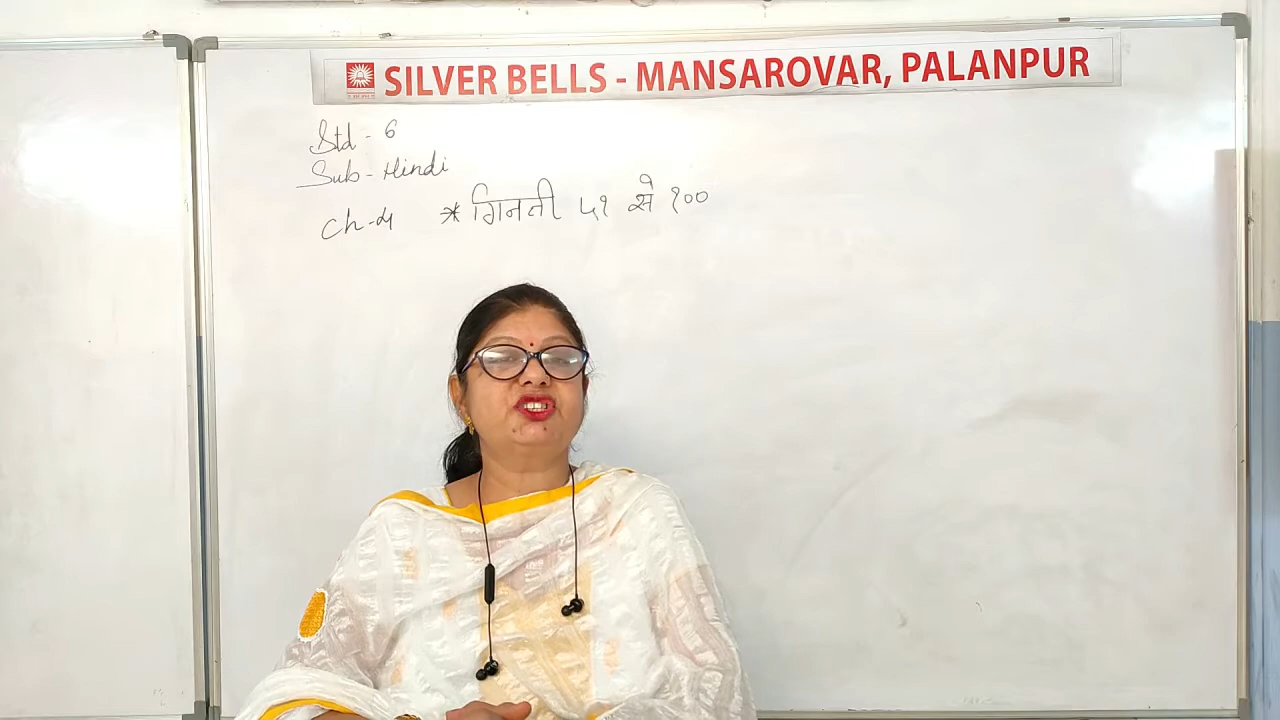 SILVER BELLS - MANSAROVAR, PALANPUR
Std - 6
Sub - Hindi
Ch-4 * गिनती ५१ से १००